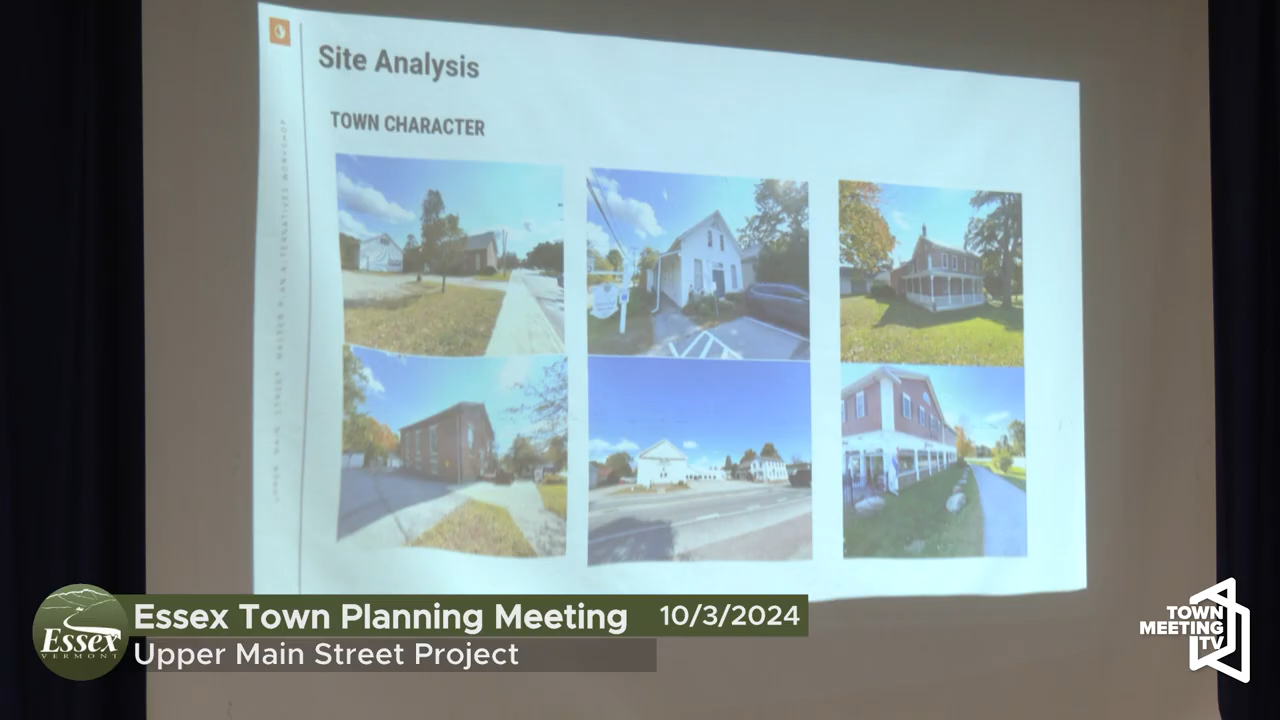 Site Analysis
TOWN CHARACTER
Essex Town Planning Meeting 10/3/2024
Upper Main Street Project
Essex
VERMONT
TOWN
MEETING
TV